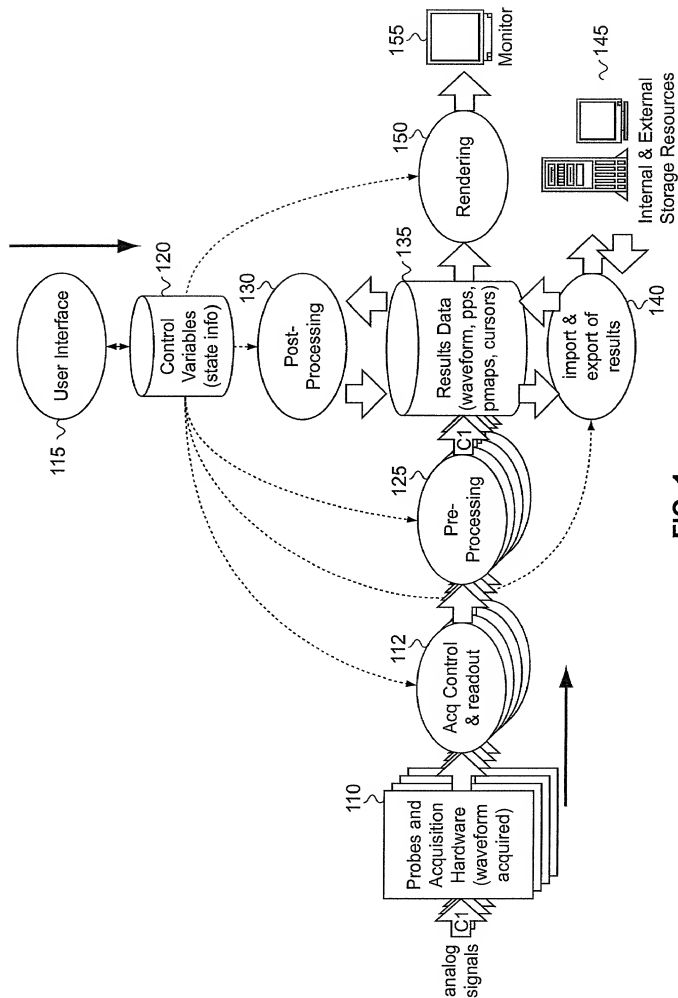 115
User Interface
120
Control
Variables
(state info)
130
Post-
Processing
155
Monitor
150
Rendering
135
Results Data
(waveform, pps,
pmaps, cursors)
145
Internal & External
Storage Resources
140
import &
export of
results
C1
125
Pre-
Processing
112
Acq Control
& readout
110
Probes and
Acquisition
Hardware
(waveform
acquired)
C1
analog
signals